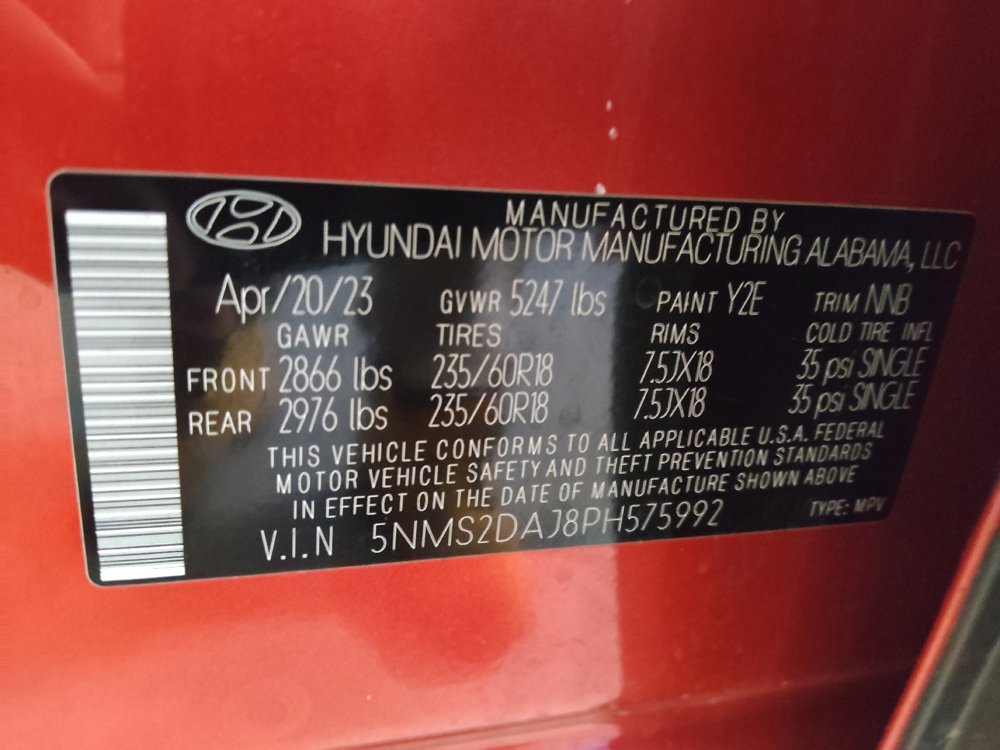 MANUFACTURED BY
HYUNDAI MOTOR MANUFACTURING ALABAMA, LLC
Apr/20/23 GVWR 5247 lbs PAINT Y2E TRIM NNB
GAWR TIRES RIMS COLD TIRE INFL
FRONT 2866 lbs 235/60R18 7.5JX18 35 psi SINGLE
REAR 2976 lbs 235/60R18 7.5JX18 35 psi SINGLE
THIS VEHICLE CONFORMS TO ALL APPLICABLE U.S.A. FEDERAL
MOTOR VEHICLE SAFETY AND THEFT PREVENTION STANDARDS
IN EFFECT ON THE DATE OF MANUFACTURE SHOWN ABOVE
V.I.N 5NMS2DAJ8PH575992 TYPE: MPV